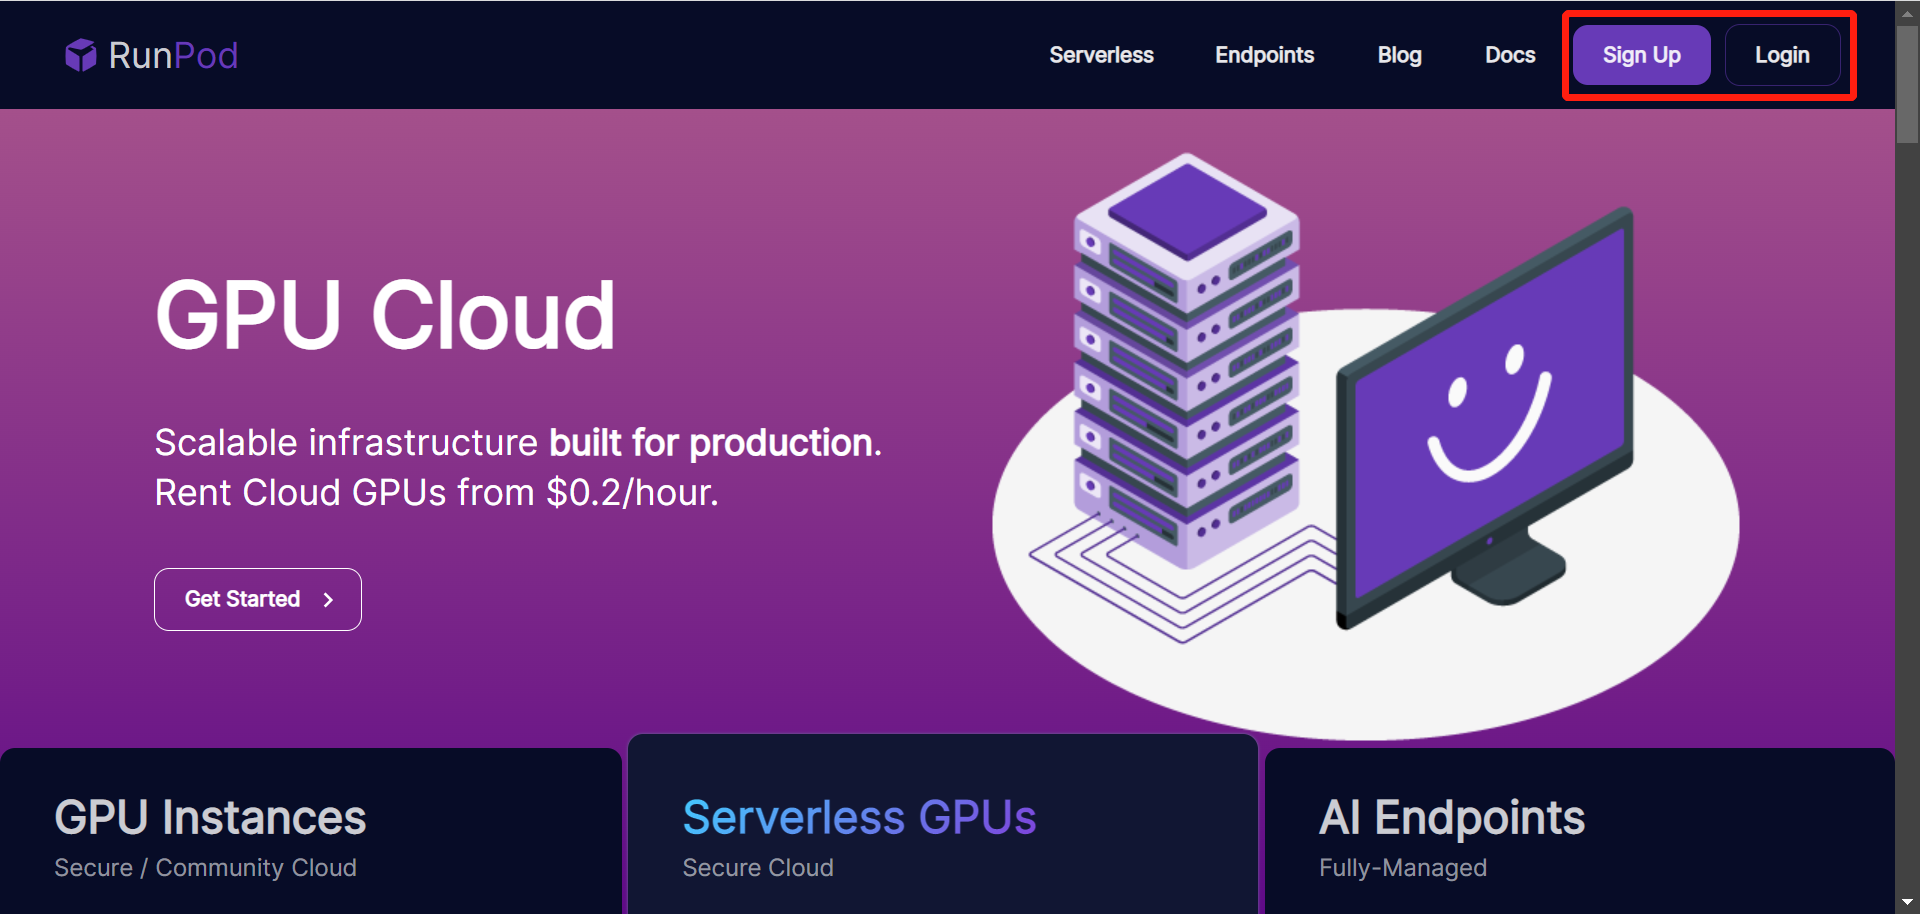 RunPod
Serverless
Endpoints
Blog
Docs
Sign Up
Login
GPU Cloud
Scalable infrastructure built for production.
Rent Cloud GPUs from $0.2/hour.
Get Started
GPU Instances
Secure / Community Cloud
Serverless GPUs
Secure Cloud
AI Endpoints
Fully-Managed